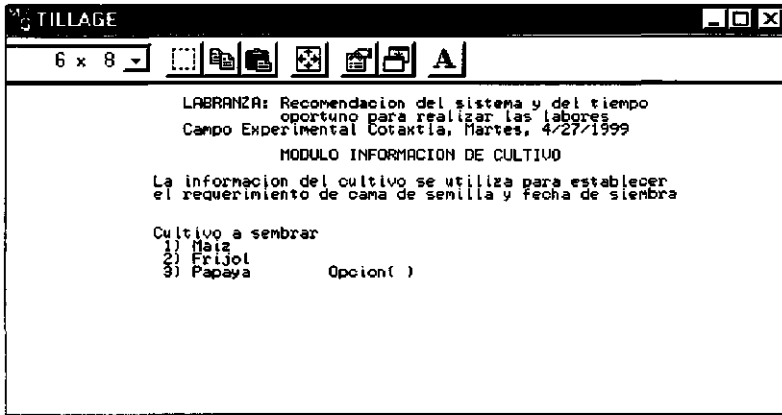 TILLAGE
6 x 8
A
LABRANZA: Recomendacion del sistema y del tiempo
oportuno para realizar las labores
Campo Experimental Cotaxtla, Martes, 4/27/1999
MODULO INFORMACION DE CULTIVO
La informacion del cultivo se utiliza para establecer
el requerimiento de cama de semilla y fecha de siembra
Cultivo a sembrar
1) Maiz
2) Frijol
3) Papaya Opcion( )